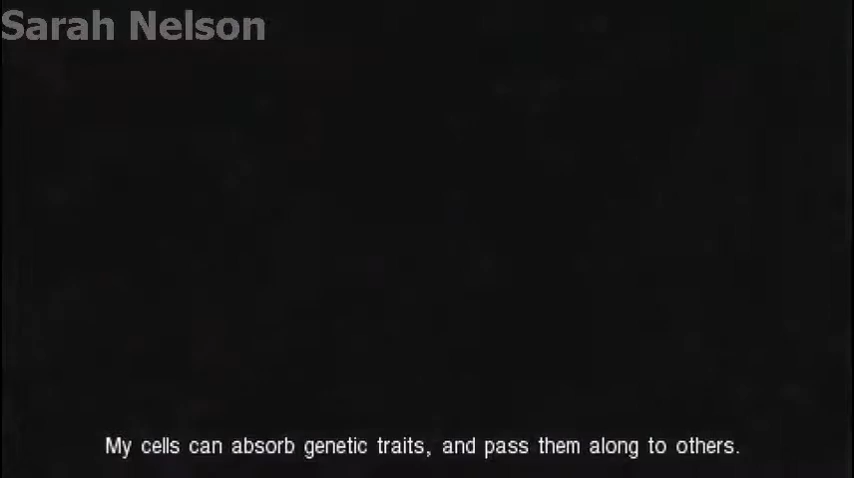 Sarah Nelson
My cells can absorb genetic traits, and pass them along to others.